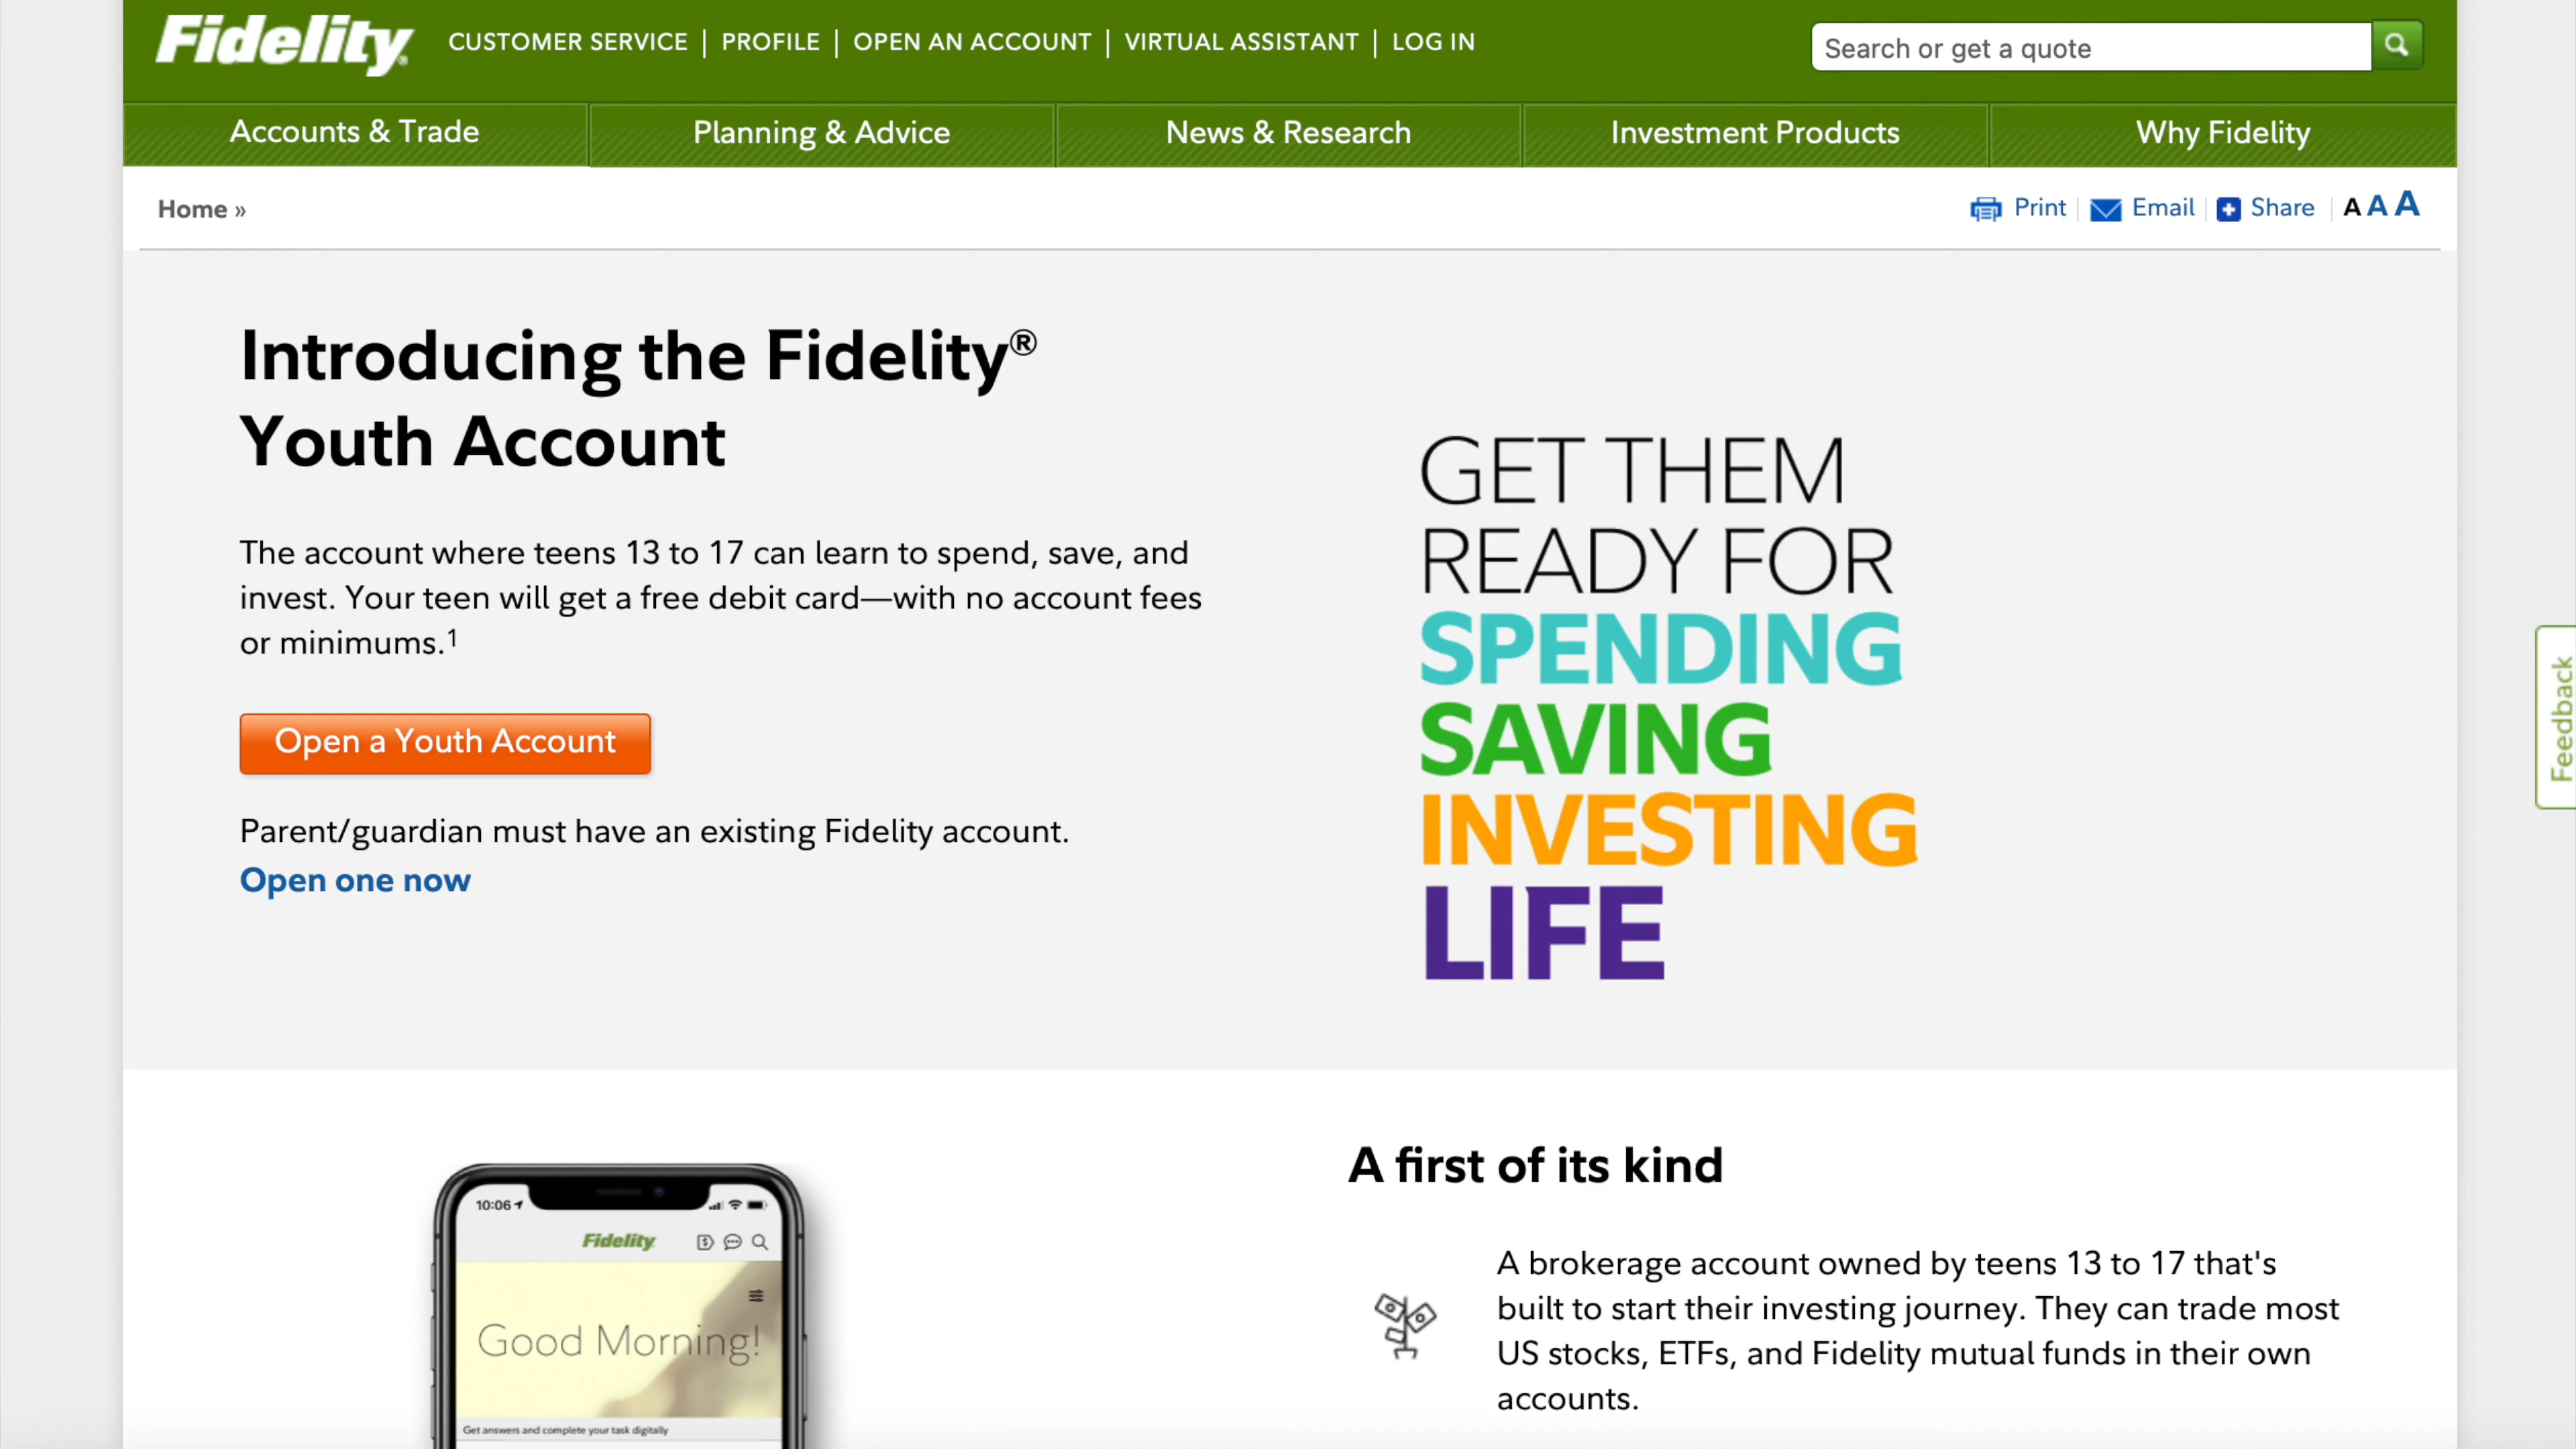 Fidelity
CUSTOMER SERVICE | PROFILE | OPEN AN ACCOUNT | VIRTUAL ASSISTANT | LOG IN
Search or get a quote
Accounts & Trade
Planning & Advice
News & Research
Investment Products
Why Fidelity
Home »
Print
Email
Share
A A A
Introducing the Fidelity®
Youth Account
The account where teens 13 to 17 can learn to spend, save, and
invest. Your teen will get a free debit card—with no account fees
or minimums.¹
Open a Youth Account
Parent/guardian must have an existing Fidelity account.
Open one now
GET THEM
READY FOR
SPENDING
SAVING
INVESTING
LIFE
Feedback
10:06
Fidelity
Good Morning!
Get answers and complete your task digitally
A first of its kind
A brokerage account owned by teens 13 to 17 that's
built to start their investing journey. They can trade most
US stocks, ETFs, and Fidelity mutual funds in their own
accounts.